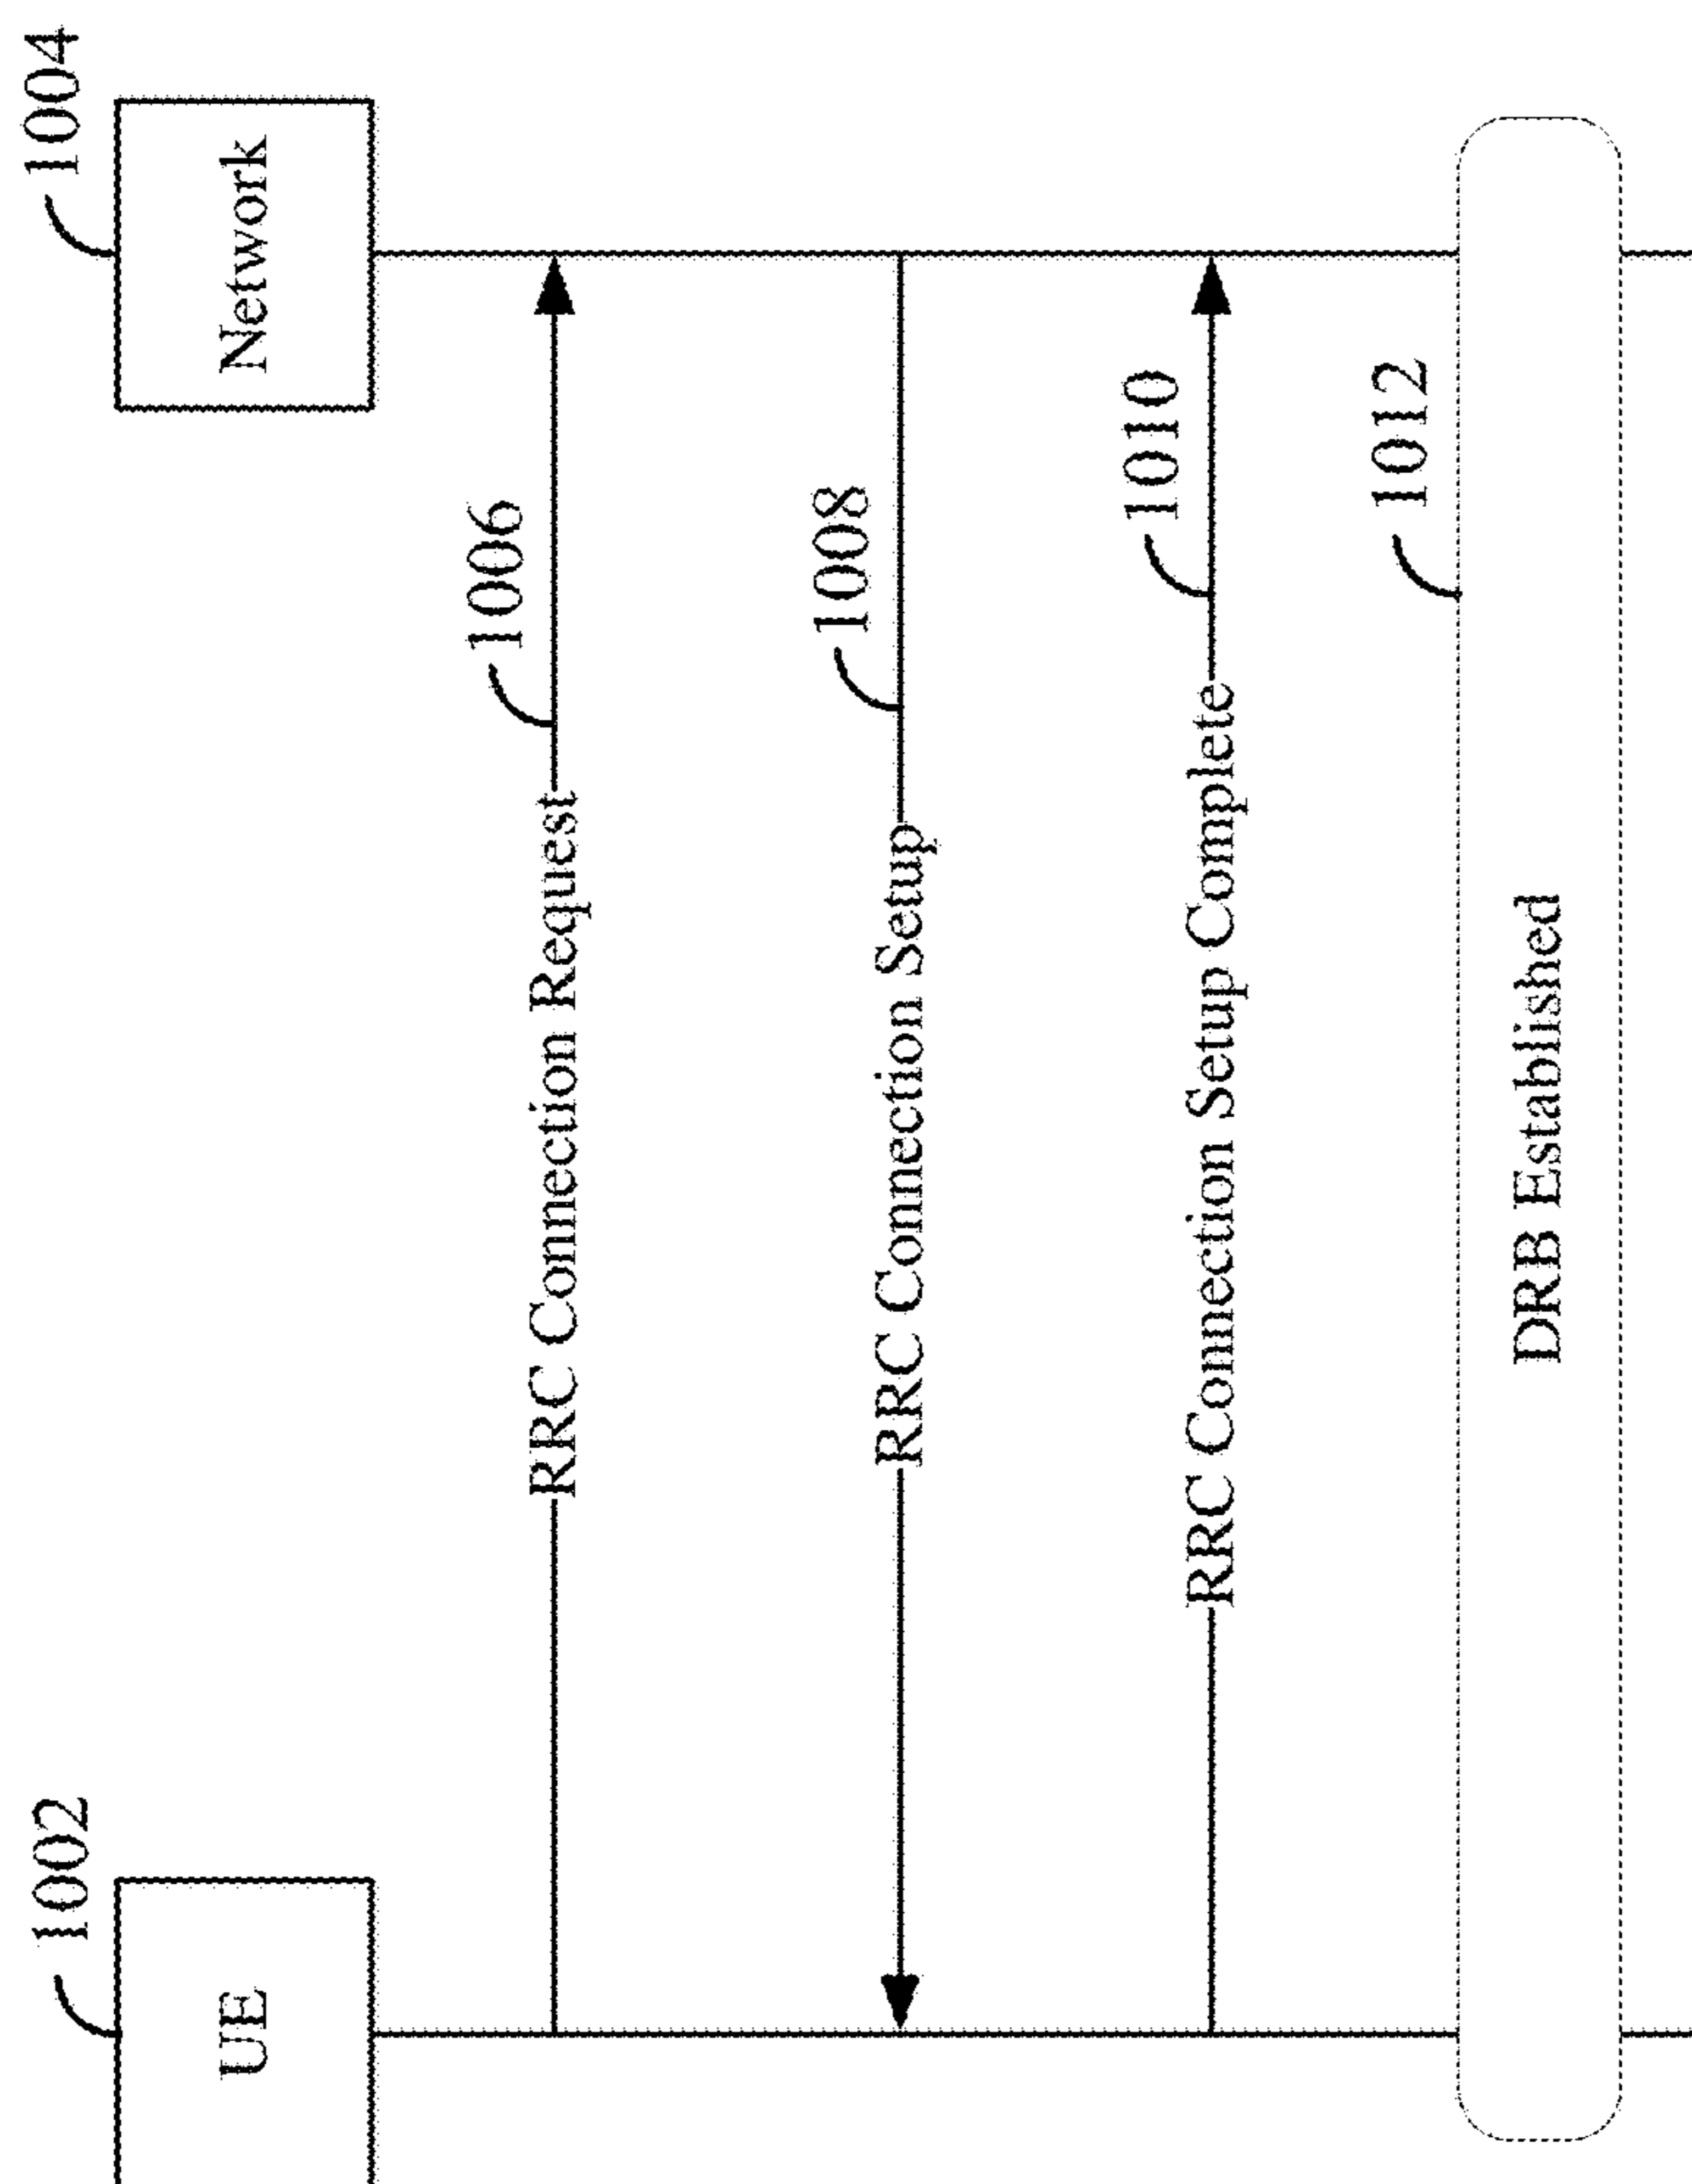 1002
1004
UE
Network
1006
RRC Connection Request
1008
RRC Connection Setup
1010
RRC Connection Setup Complete
1012
DRB Established